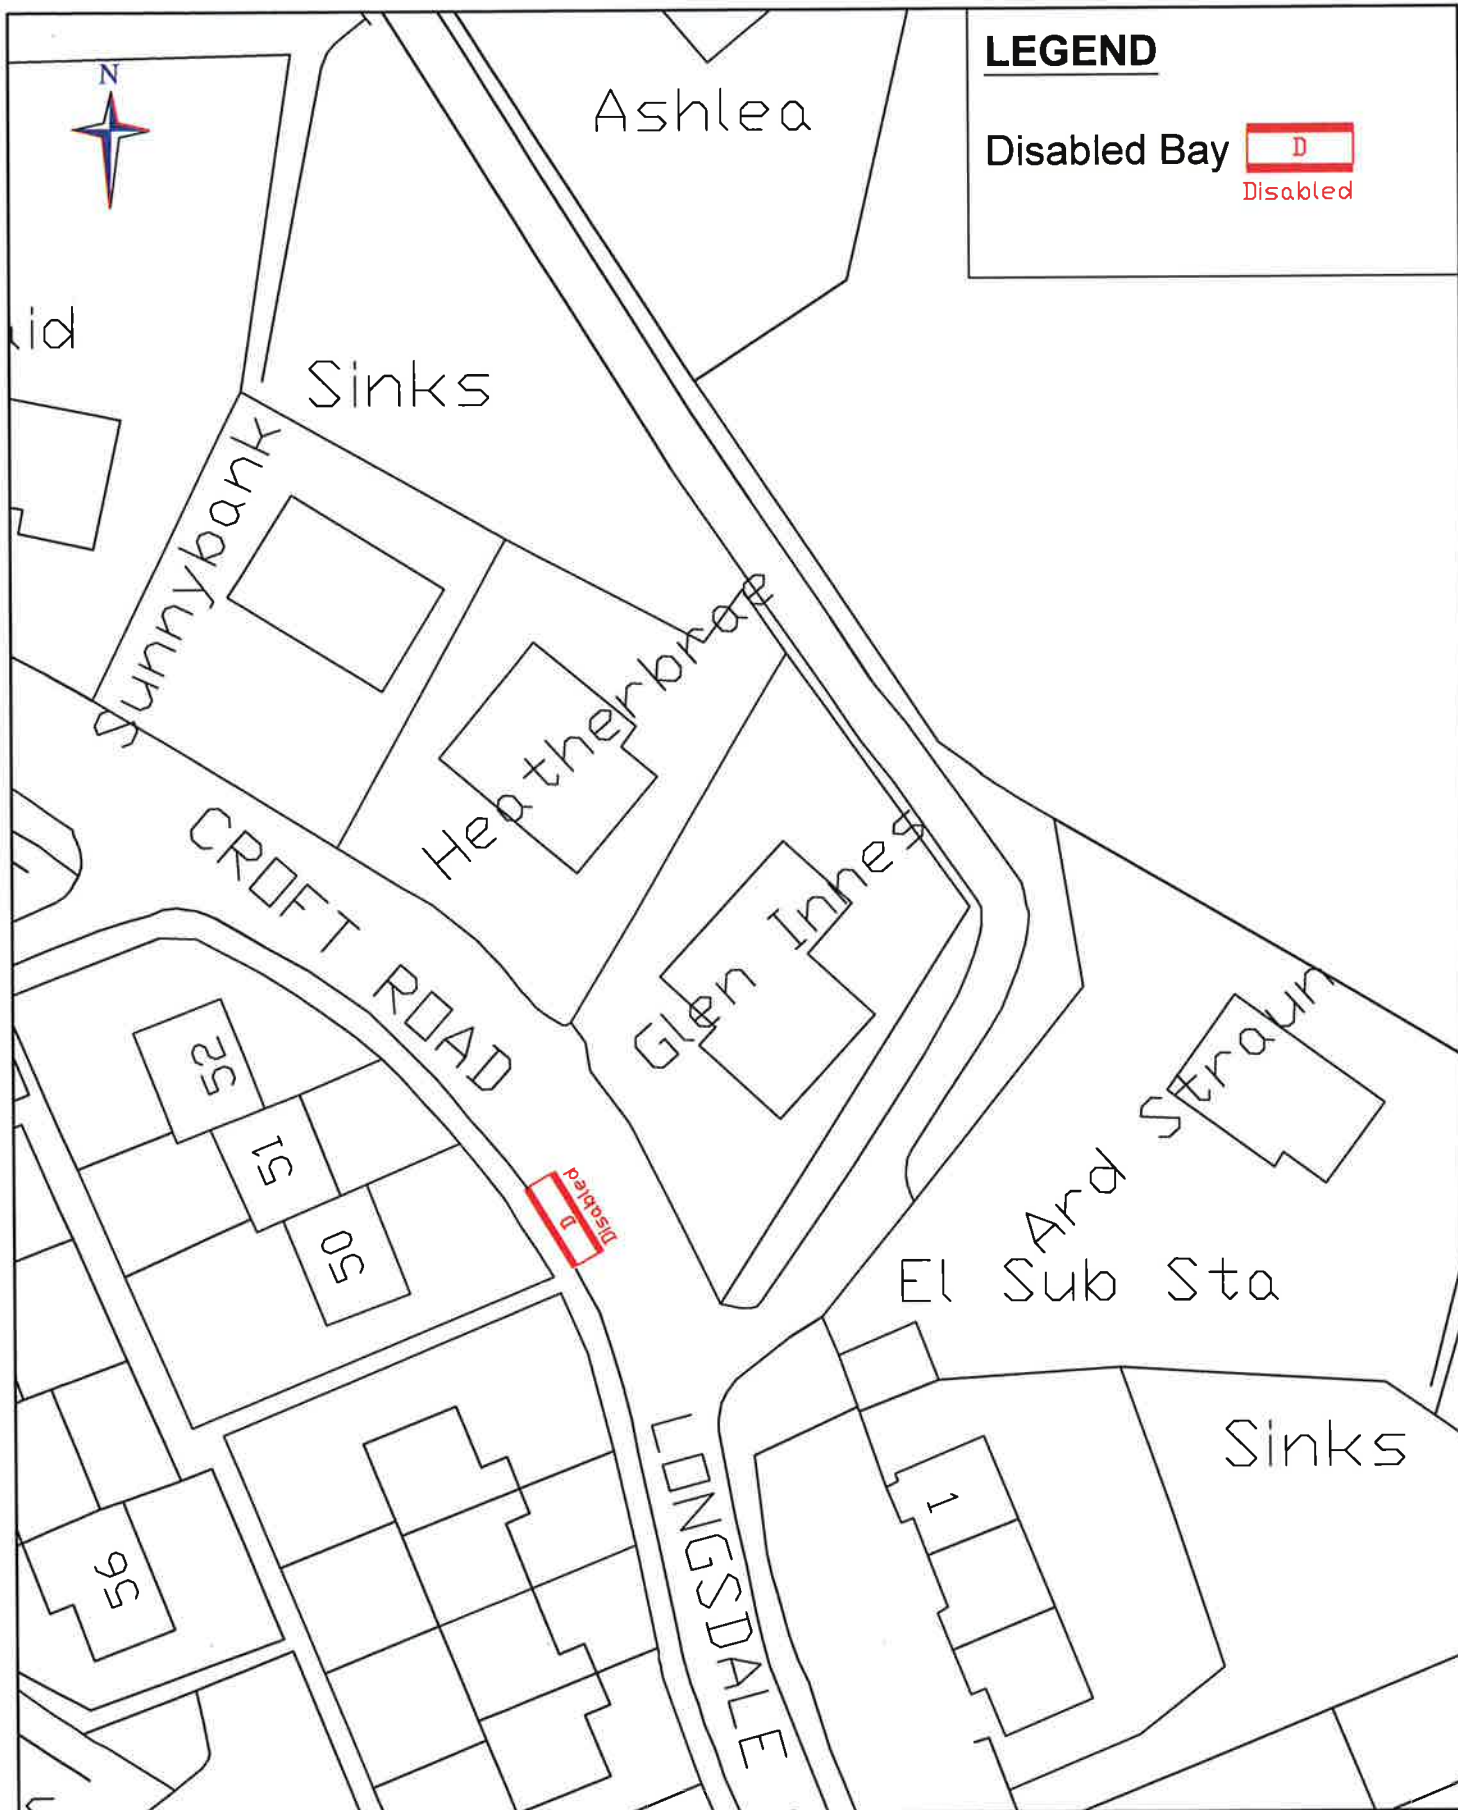 LEGEND
N
Ashlea
Disabled Bay
D
Disabled
Sinks
Sunnybank
Heatherbrae
CROFT ROAD
Glen Innes
Ard Straun
52
51
50
D
Disabled
El Sub Sta
LONGSDALE
Sinks
1
56